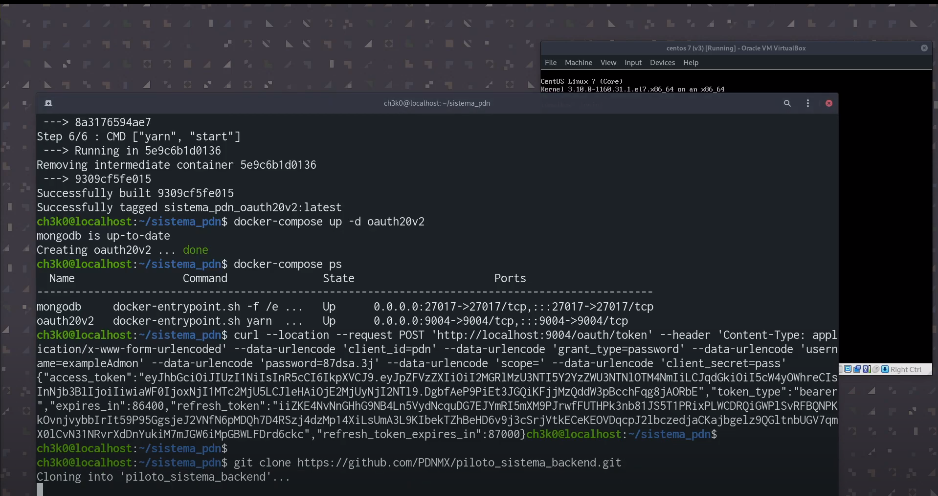 centos 7 (v3) [Running] - Oracle VM VirtualBox
File Machine View Input Devices Help
CentOS Linux 7 (Core)
Kernel 3.10.0-1160.31.1.el7.x86_64 on an x86_64
ch3k0@localhost: ~/sistema_pdn
---> 8a3176594ae7
Step 6/6 : CMD ["yarn", "start"]
---> Running in 5e9c6b1d0136
Removing intermediate container 5e9c6b1d0136
---> 9309cf5fe015
Successfully built 9309cf5fe015
Successfully tagged sistema_pdn_oauth20v2:latest
ch3k0@localhost:~/sistema_pdn$ docker-compose up -d oauth20v2
mongodb is up-to-date
Creating oauth20v2 ... done
ch3k0@localhost:~/sistema_pdn$ docker-compose ps
Name Command State Ports
--------------------------------------------------------------------------------------
mongodb docker-entrypoint.sh -f /e ... Up 0.0.0.0:27017->27017/tcp,:::27017->27017/tcp
oauth20v2 docker-entrypoint.sh yarn ... Up 0.0.0.0:9004->9004/tcp,:::9004->9004/tcp
ch3k0@localhost:~/sistema_pdn$ curl --location --request POST 'http://localhost:9004/oauth/token' --header 'Content-Type: appl
ication/x-www-form-urlencoded' --data-urlencode 'client_id=pdn' --data-urlencode 'grant_type=password' --data-urlencode 'usern
ame=exampleAdmon' --data-urlencode 'password=87dsa.3j' --data-urlencode 'scope=' --data-urlencode 'client_secret=pass'
{"access_token":
"token_type":"bearer
","expires_in":86400,"refresh_token":
"refresh_token_expires_in":87000}ch3k0@localhost:~/sistema_pdn$
ch3k0@localhost:~/sistema_pdn$
ch3k0@localhost:~/sistema_pdn$ git clone https://github.com/PDNMX/piloto_sistema_backend.git
Cloning into 'piloto_sistema_backend'...
Right Ctrl